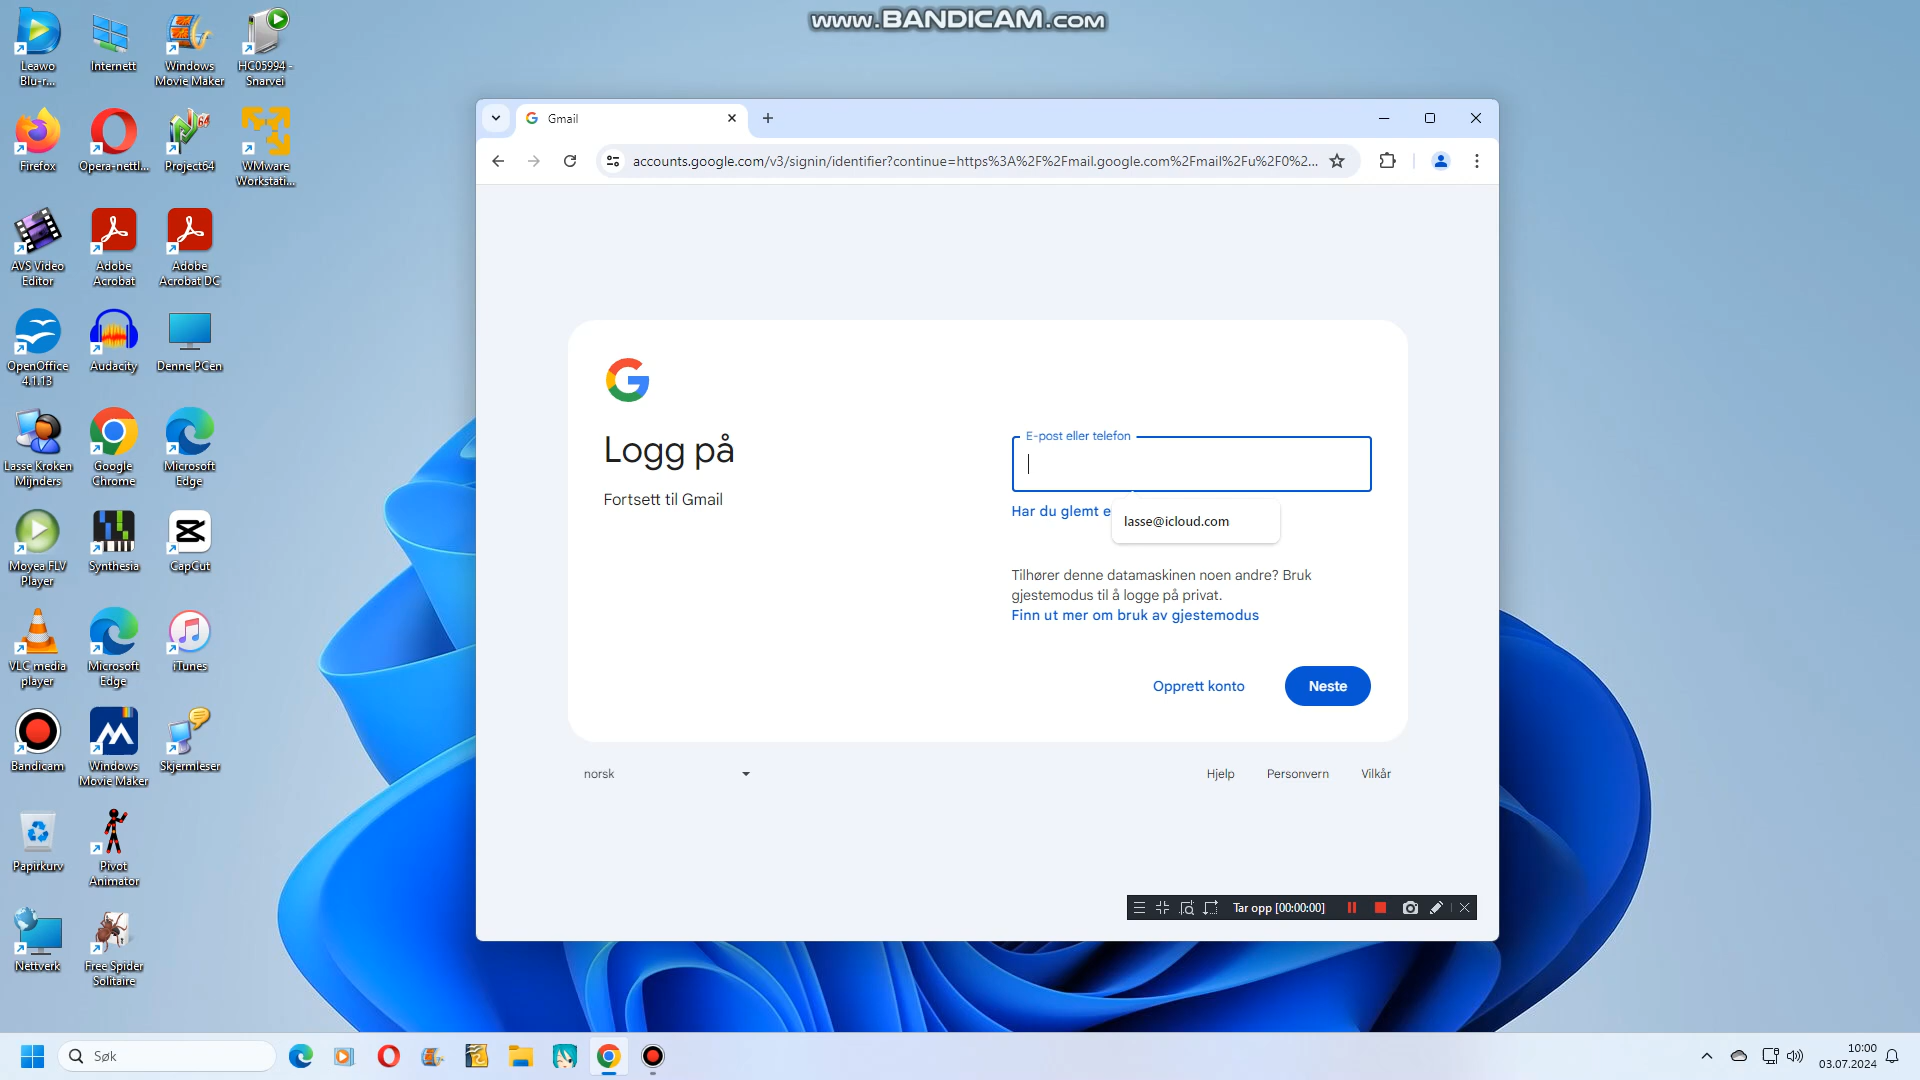 www.BANDICAM.com
Leawo
Blu-r...
Internett
Windows
Movie Maker
HC05994 -
Snarvei
Firefox
Opera-nettl...
Project64
WMware
Workstati...
AVS Video
Editor
Adobe
Acrobat
Adobe
Acrobat DC
OpenOffice
4.1.13
Audacity
Denne PCen
Lasse Kroken
Mijnders
Google
Chrome
Microsoft
Edge
Moyea FLV
Player
Synthesia
CapCut
VLC media
player
Microsoft
Edge
iTunes
Bandicam
Windows
Movie Maker
Skjermleser
Papirkurv
Pivot
Animator
Nettverk
Free Spider
Solitaire
Gmail
accounts.google.com/v3/signin/identifier?continue=https%3A%2F%2Fmail.google.com%2Fmail%2Fu%2F0%2...
Logg på
Fortsett til Gmail
E-post eller telefon
Har du glemt e
lasse@icloud.com
Tilhører denne datamaskinen noen andre? Bruk
gjestemodus til å logge på privat.
Finn ut mer om bruk av gjestemodus
Opprett konto
Neste
norsk
Hjelp
Personvern
Vilkår
Tar opp [00:00:00]
Søk
10:00
03.07.2024